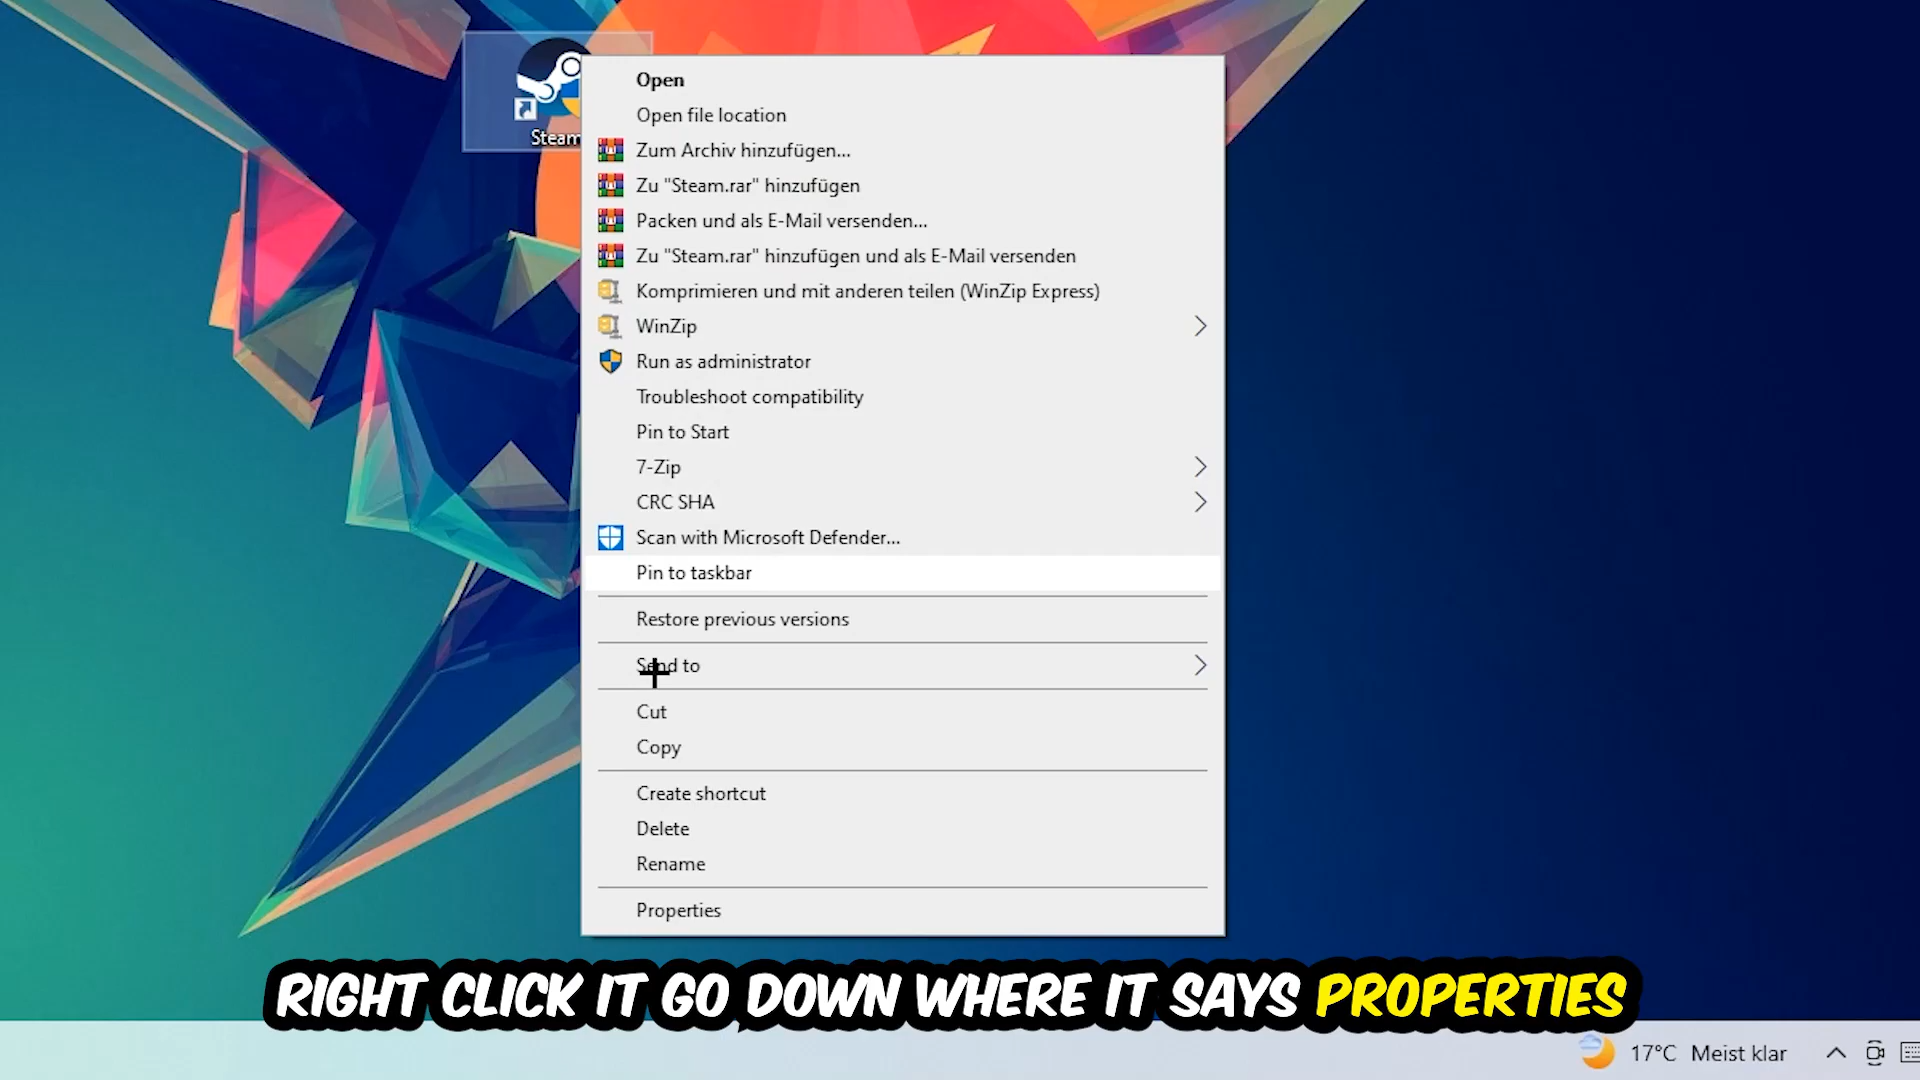 Steam
Open
Open file location
Zum Archiv hinzufügen...
Zu "Steam.rar" hinzufügen
Packen und als E-Mail versenden...
Zu "Steam.rar" hinzufügen und als E-Mail versenden
Komprimieren und mit anderen teilen (WinZip Express)
WinZip
Run as administrator
Troubleshoot compatibility
Pin to Start
7-Zip
CRC SHA
Scan with Microsoft Defender...
Pin to taskbar
Restore previous versions
Send to
Cut
Copy
Create shortcut
Delete
Rename
Properties
RIGHT CLICK IT GO DOWN WHERE IT SAYS PROPERTIES
17°C Meist klar